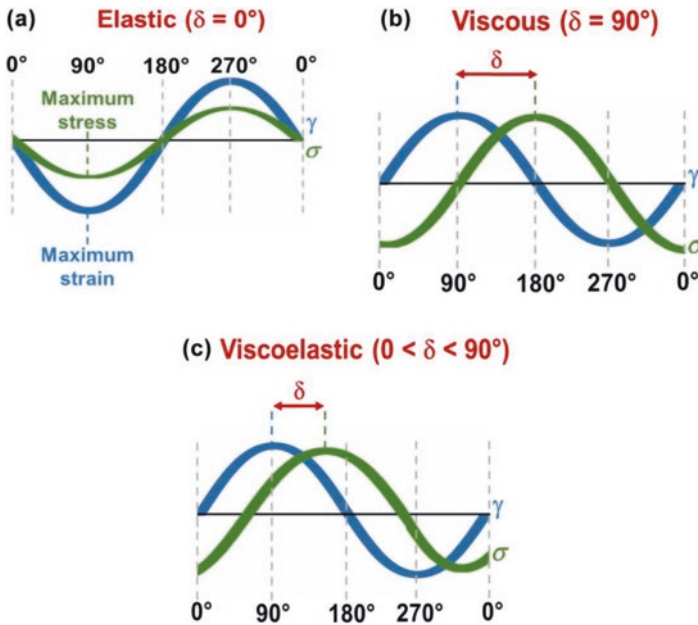 (a) Elastic (δ = 0°)
0° 90° 180° 270° 0°
Maximum
stress
γ
σ
Maximum
strain
(b) Viscous (δ = 90°)
δ
γ
σ
0° 90° 180° 270° 0°
(c) Viscoelastic (0 < δ < 90°)
δ
γ
σ
0° 90° 180° 270° 0°